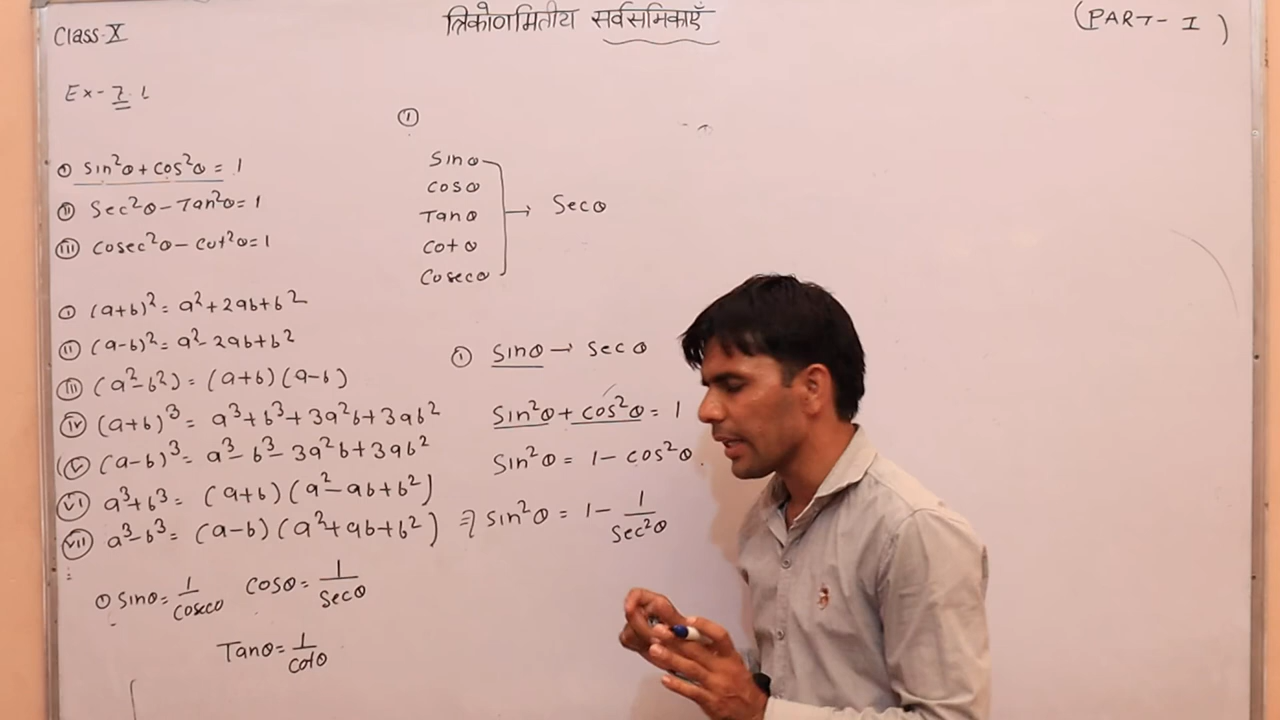 Class-X
त्रिकोणमितीय सर्वसमिकाएँ
(PART-I)
Ex-7.1
(i) sin²θ+cos²θ=1
(ii) Sec²θ-Tan²θ=1
(iii) cosec²θ-cot²θ=1
(i) (a+b)²=a²+2ab+b²
(ii) (a-b)²=a²-2ab+b²
(iii) (a²-b²)=(a+b)(a-b)
(iv) (a+b)³=a³+b³+3a²b+3ab²
(v) (a-b)³=a³-b³-3a²b+3ab²
(vi) a³+b³=(a+b)(a²-ab+b²)
(vii) a³-b³=(a-b)(a²+ab+b²)
(i) sinθ=1/cosecθ cosθ=1/secθ
Tanθ=1/cotθ
(1)
Sinθ
cosθ
Tanθ
Cotθ
Cosecθ
→ Secθ
(i) Sinθ → Secθ
Sin²θ+cos²θ=1
Sin²θ=1-cos²θ
⇒ sin²θ=1-1/sec²θ